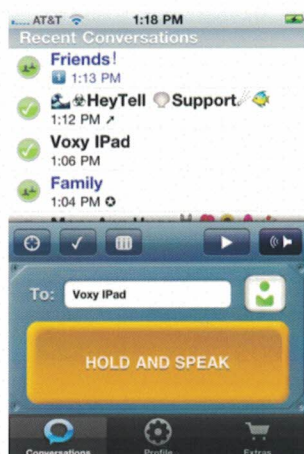 AT&T 1:18 PM
Recent Conversations
Friends!
1 1:13 PM
HeyTell Support
1:12 PM
Voxy IPad
1:06 PM
Family
1:04 PM
To: Voxy IPad
HOLD AND SPEAK
Conversations Profile Extras